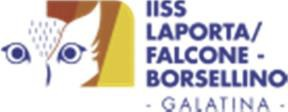 IISS
LAPORTA/
FALCONE -
BORSELLINO
- GALATINA -